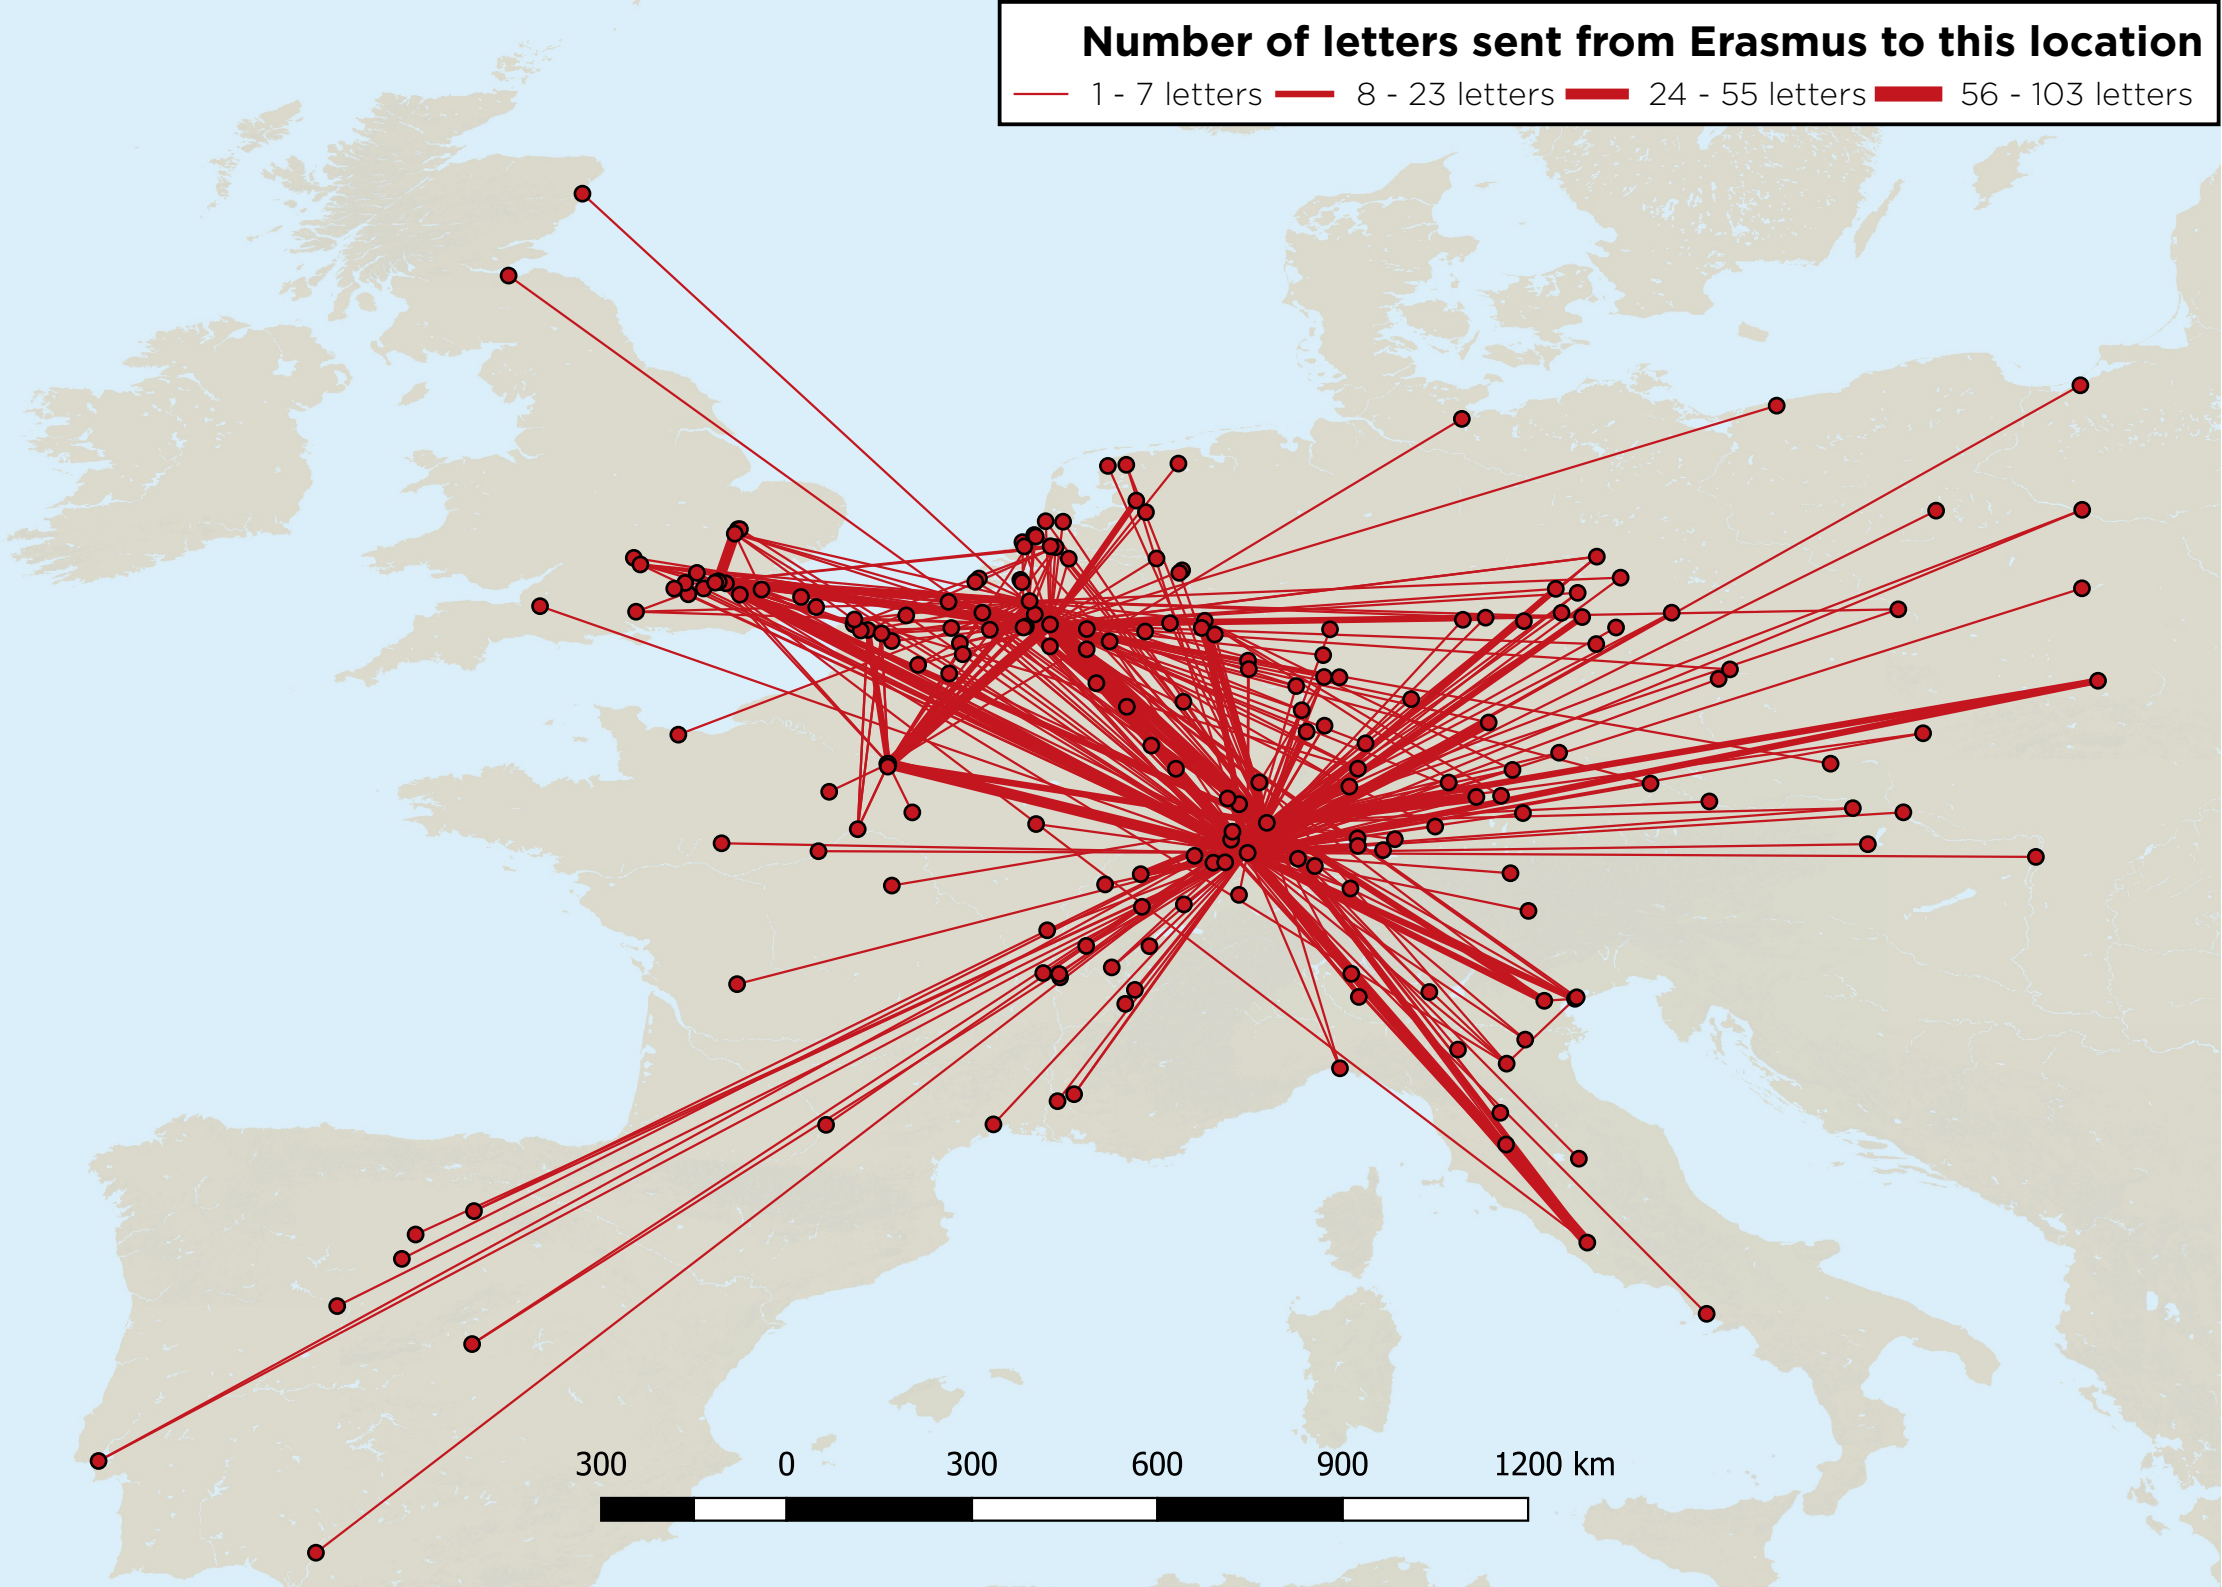 Number of letters sent from Erasmus to this location
1 - 7 letters 8 - 23 letters 24 - 55 letters 56 - 103 letters
300 0 300 600 900 1200 km